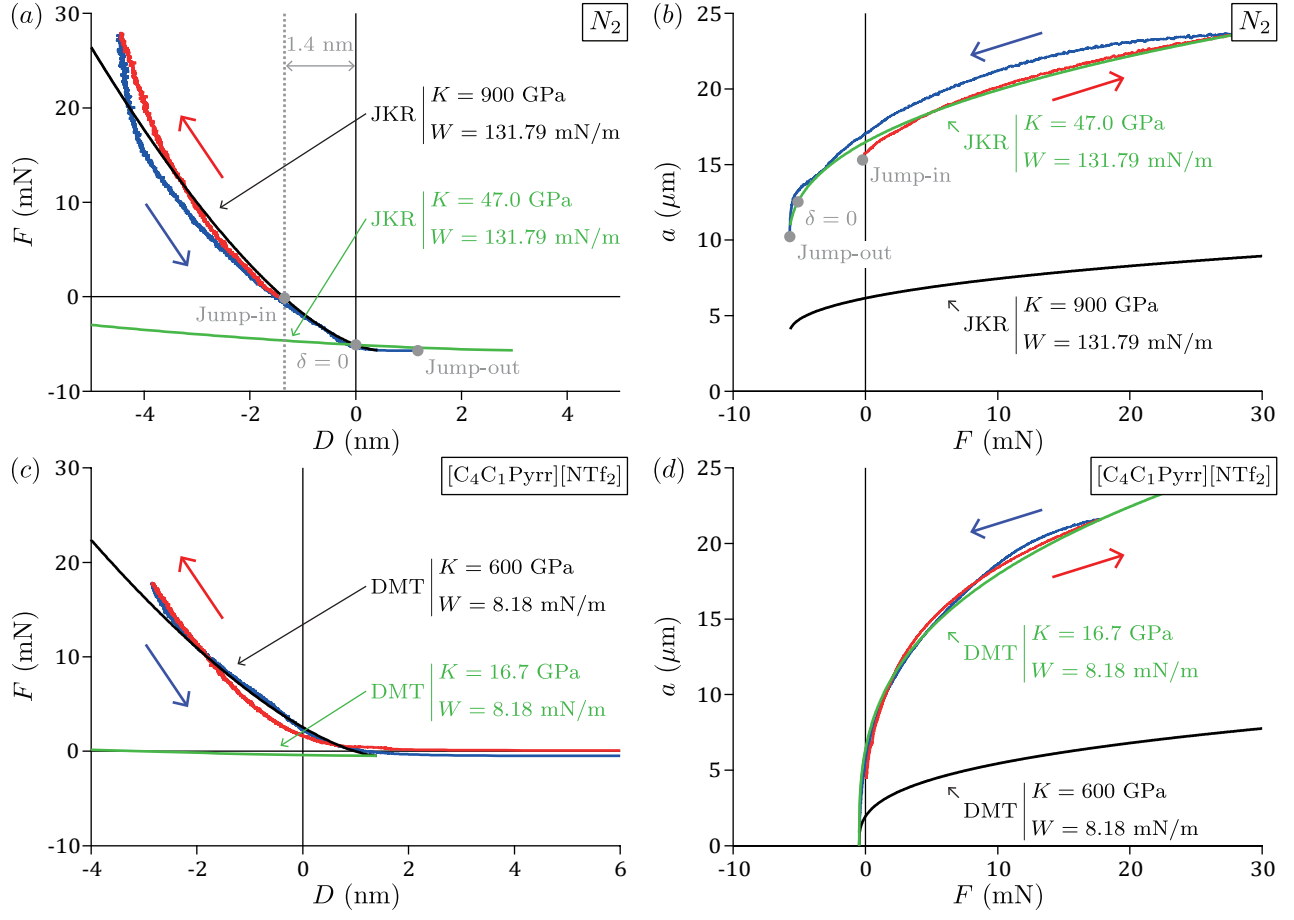 (a)
N₂
30
20
10
0
-10
F (mN)
1.4 nm
JKR
K = 900 GPa
W = 131.79 mN/m
JKR
K = 47.0 GPa
W = 131.79 mN/m
Jump-in
δ = 0
Jump-out
-4
-2
0
2
4
D (nm)
(b)
N₂
25
20
15
10
5
0
a (μm)
JKR
K = 47.0 GPa
W = 131.79 mN/m
Jump-in
δ = 0
Jump-out
JKR
K = 900 GPa
W = 131.79 mN/m
-10
0
10
20
30
F (mN)
(c)
[C₄C₁Pyrr][NTf₂]
30
20
10
0
-10
F (mN)
DMT
K = 600 GPa
W = 8.18 mN/m
DMT
K = 16.7 GPa
W = 8.18 mN/m
-4
-2
0
2
4
6
D (nm)
(d)
[C₄C₁Pyrr][NTf₂]
25
20
15
10
5
0
a (μm)
DMT
K = 16.7 GPa
W = 8.18 mN/m
DMT
K = 600 GPa
W = 8.18 mN/m
-10
0
10
20
30
F (mN)